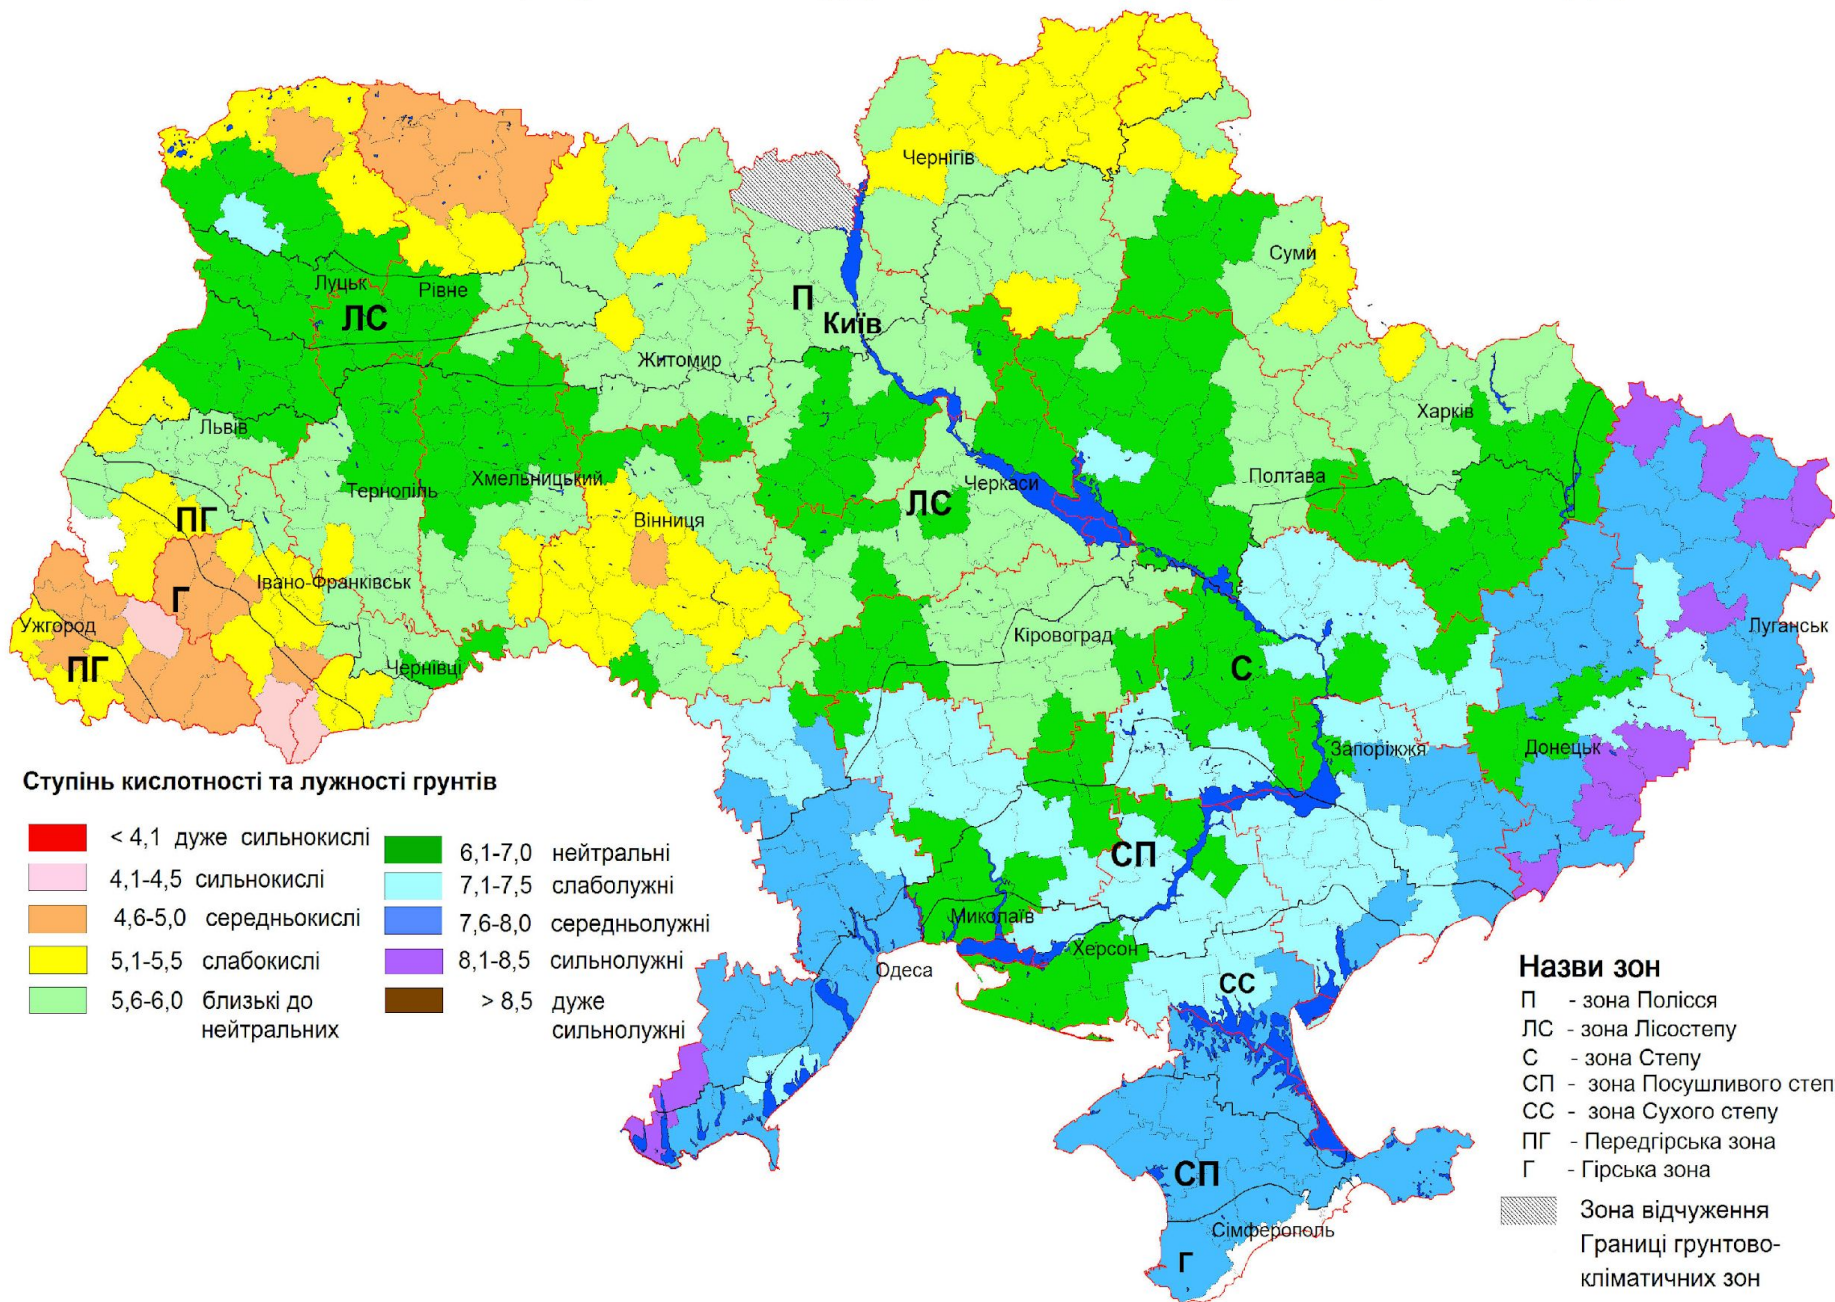 Чернігів
Суми
Луцьк
Рівне
ЛС
П
Київ
Житомир
Львів
Харків
Тернопіль
Хмельницький
Вінниця
ЛС
Черкаси
Полтава
ПГ
Г
Івано-Франківськ
Ужгород
ПГ
Чернівці
Кіровоград
С
Луганськ
Запоріжжя
Донецьк
СП
Миколаїв
Херсон
Одеса
СС
СП
Сімферополь
Г
Ступінь кислотності та лужності грунтів
< 4,1 дуже сильнокислі
4,1-4,5 сильнокислі
4,6-5,0 середньокислі
5,1-5,5 слабокислі
5,6-6,0 близькі до
нейтральних
6,1-7,0 нейтральні
7,1-7,5 слаболужні
7,6-8,0 середньолужні
8,1-8,5 сильнолужні
> 8,5 дуже
сильнолужні
Назви зон
П - зона Полісся
ЛС - зона Лісостепу
С - зона Степу
СП - зона Посушливого степ
СС - зона Сухого степу
ПГ - Передгірська зона
Г - Гірська зона
Зона відчуження
Границі грунтово-
кліматичних зон